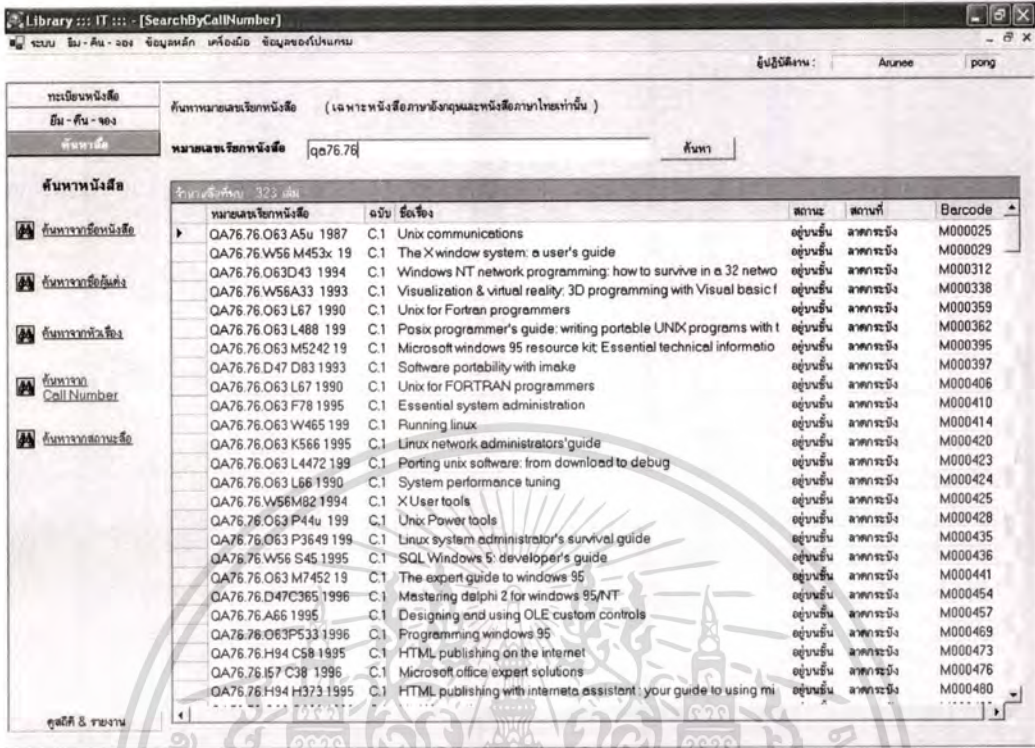 Library ::: IT ::: - [SearchByCallNumber]
ระบบ ยืม - คืน - จอง ข้อมูลหลัก เครื่องมือ ข้อมูลของโปรแกรม
ผู้ปฏิบัติงาน : Arunee pong
ทะเบียนหนังสือ
ยืม - คืน - จอง
ค้นหาสื่อ
ค้นหาหนังสือ
ค้นหาจากชื่อหนังสือ
ค้นหาจากชื่อผู้แต่ง
ค้นหาจากหัวเรื่อง
ค้นหาจาก
Call Number
ค้นหาจากสถานะสื่อ
ดูสถิติ & รายงาน
ค้นหาหมายเลขเรียกหนังสือ (เฉพาะหนังสือภาษาอังกฤษและหนังสือภาษาไทยเท่านั้น )
หมายเลขเรียกหนังสือ qa76.76 ค้นหา
323 เล่ม
หมายเลขเรียกหนังสือ ฉบับ ชื่อเรื่อง สถานะ สถานที่ Barcode
QA76.76.O63 A5u 1987 C.1 Unix communications อยู่บนชั้น ลาดกระบัง M000025
QA76.76.W56 M453x 19 C.1 The X window system: a user's guide อยู่บนชั้น ลาดกระบัง M000029
QA76.76.O63D43 1994 C.1 Windows NT network programming: how to survive in a 32 netwo อยู่บนชั้น ลาดกระบัง M000312
QA76.76.W56A33 1993 C.1 Visualization & virtual reality: 3D programming with Visual basic f อยู่บนชั้น ลาดกระบัง M000338
QA76.76.O63 L67 1990 C.1 Unix for Fortran programmers อยู่บนชั้น ลาดกระบัง M000359
QA76.76.O63 L488 199 C.1 Posix programmer's guide: writing portable UNIX programs with t อยู่บนชั้น ลาดกระบัง M000362
QA76.76.O63 M5242 19 C.1 Microsoft windows 95 resource kit; Essential technical informatio อยู่บนชั้น ลาดกระบัง M000395
QA76.76.D47 D83 1993 C.1 Software portability with imake อยู่บนชั้น ลาดกระบัง M000397
QA76.76.O63 L67 1990 C.1 Unix for FORTRAN programmers อยู่บนชั้น ลาดกระบัง M000406
QA76.76.O63 F78 1995 C.1 Essential system administration อยู่บนชั้น ลาดกระบัง M000410
QA76.76.O63 W465 199 C.1 Running linux อยู่บนชั้น ลาดกระบัง M000414
QA76.76.O63 K566 1995 C.1 Linux network administrators'guide อยู่บนชั้น ลาดกระบัง M000420
QA76.76.O63 L4472 199 C.1 Porting unix software: from download to debug อยู่บนชั้น ลาดกระบัง M000423
QA76.76.O63 L66 1990 C.1 System performance tuning อยู่บนชั้น ลาดกระบัง M000424
QA76.76.W56M82 1994 C.1 X User tools อยู่บนชั้น ลาดกระบัง M000425
QA76.76.O63 P44u 199 C.1 Unix Power tools อยู่บนชั้น ลาดกระบัง M000428
QA76.76.O63 P3649 199 C.1 Linux system administrator's survival guide อยู่บนชั้น ลาดกระบัง M000435
QA76.76.W56 S45 1995 C.1 SQL Windows 5: developer's guide อยู่บนชั้น ลาดกระบัง M000436
QA76.76.O63 M7452 19 C.1 The expert guide to windows 95 อยู่บนชั้น ลาดกระบัง M000441
QA76.76.D47C365 1996 C.1 Mastering delphi 2 for windows 95/NT อยู่บนชั้น ลาดกระบัง M000454
QA76.76.A66 1995 C.1 Designing and using OLE custom controls อยู่บนชั้น ลาดกระบัง M000457
QA76.76.O63P533 1996 C.1 Programming windows 95 อยู่บนชั้น ลาดกระบัง M000469
QA76.76.H94 C58 1995 C.1 HTML publishing on the internet อยู่บนชั้น ลาดกระบัง M000473
QA76.76.I57 C38 1996 C.1 Microsoft office expert solutions อยู่บนชั้น ลาดกระบัง M000476
QA76.76.H94 H373 1995 C.1 HTML publishing with interneta assistant : your guide to using mi อยู่บนชั้น ลาดกระบัง M000480